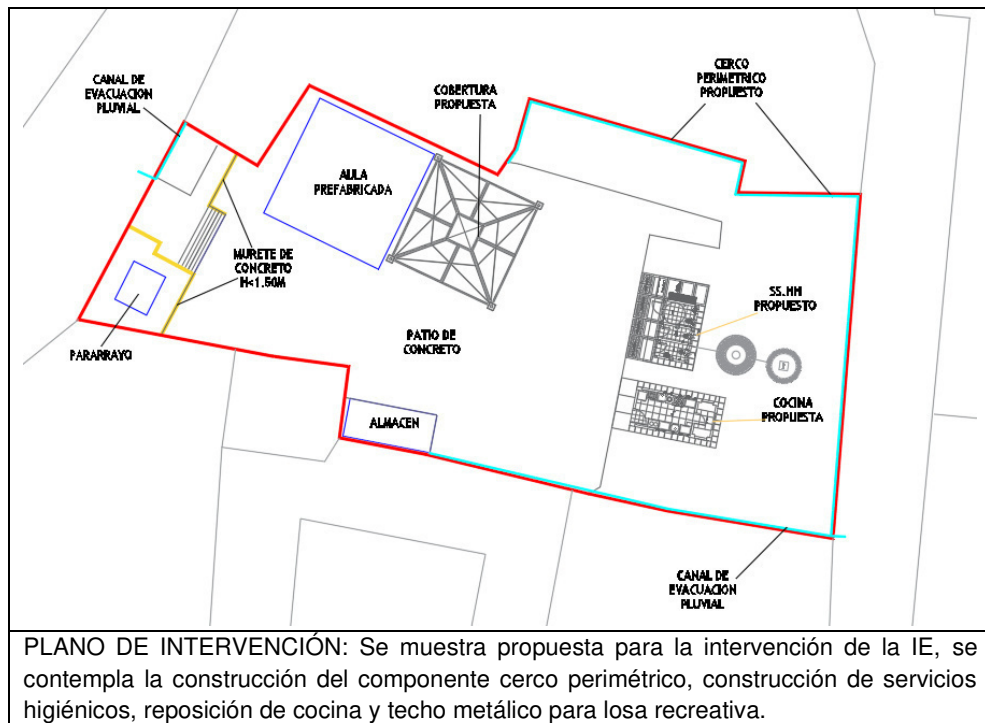 CANAL DE
EVACUACION
PLUVIAL
COBERTURA
PROPUESTA
CERCO
PERIMETRICO
PROPUESTO
AULA
PREFABRICADA
MURETE DE
CONCRETO
H<1.50M
SS.HH
PROPUESTO
PATIO DE
CONCRETO
PARARRAYO
COCINA
PROPUESTA
ALMACEN
CANAL DE
EVACUACION
PLUVIAL
PLANO DE INTERVENCIÓN: Se muestra propuesta para la intervención de la IE, se
contempla la construcción del componente cerco perimétrico, construcción de servicios
higiénicos, reposición de cocina y techo metálico para losa recreativa.